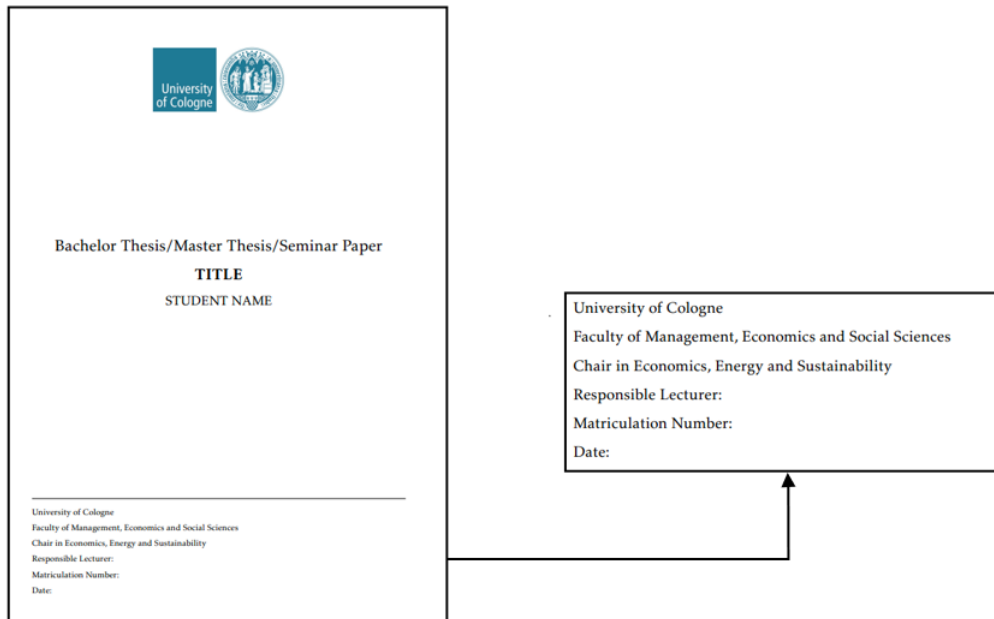 University
of Cologne
Bachelor Thesis/Master Thesis/Seminar Paper
TITLE
STUDENT NAME
University of Cologne
Faculty of Management, Economics and Social Sciences
Chair in Economics, Energy and Sustainability
Responsible Lecturer:
Matriculation Number:
Date:
University of Cologne
Faculty of Management, Economics and Social Sciences
Chair in Economics, Energy and Sustainability
Responsible Lecturer:
Matriculation Number:
Date: